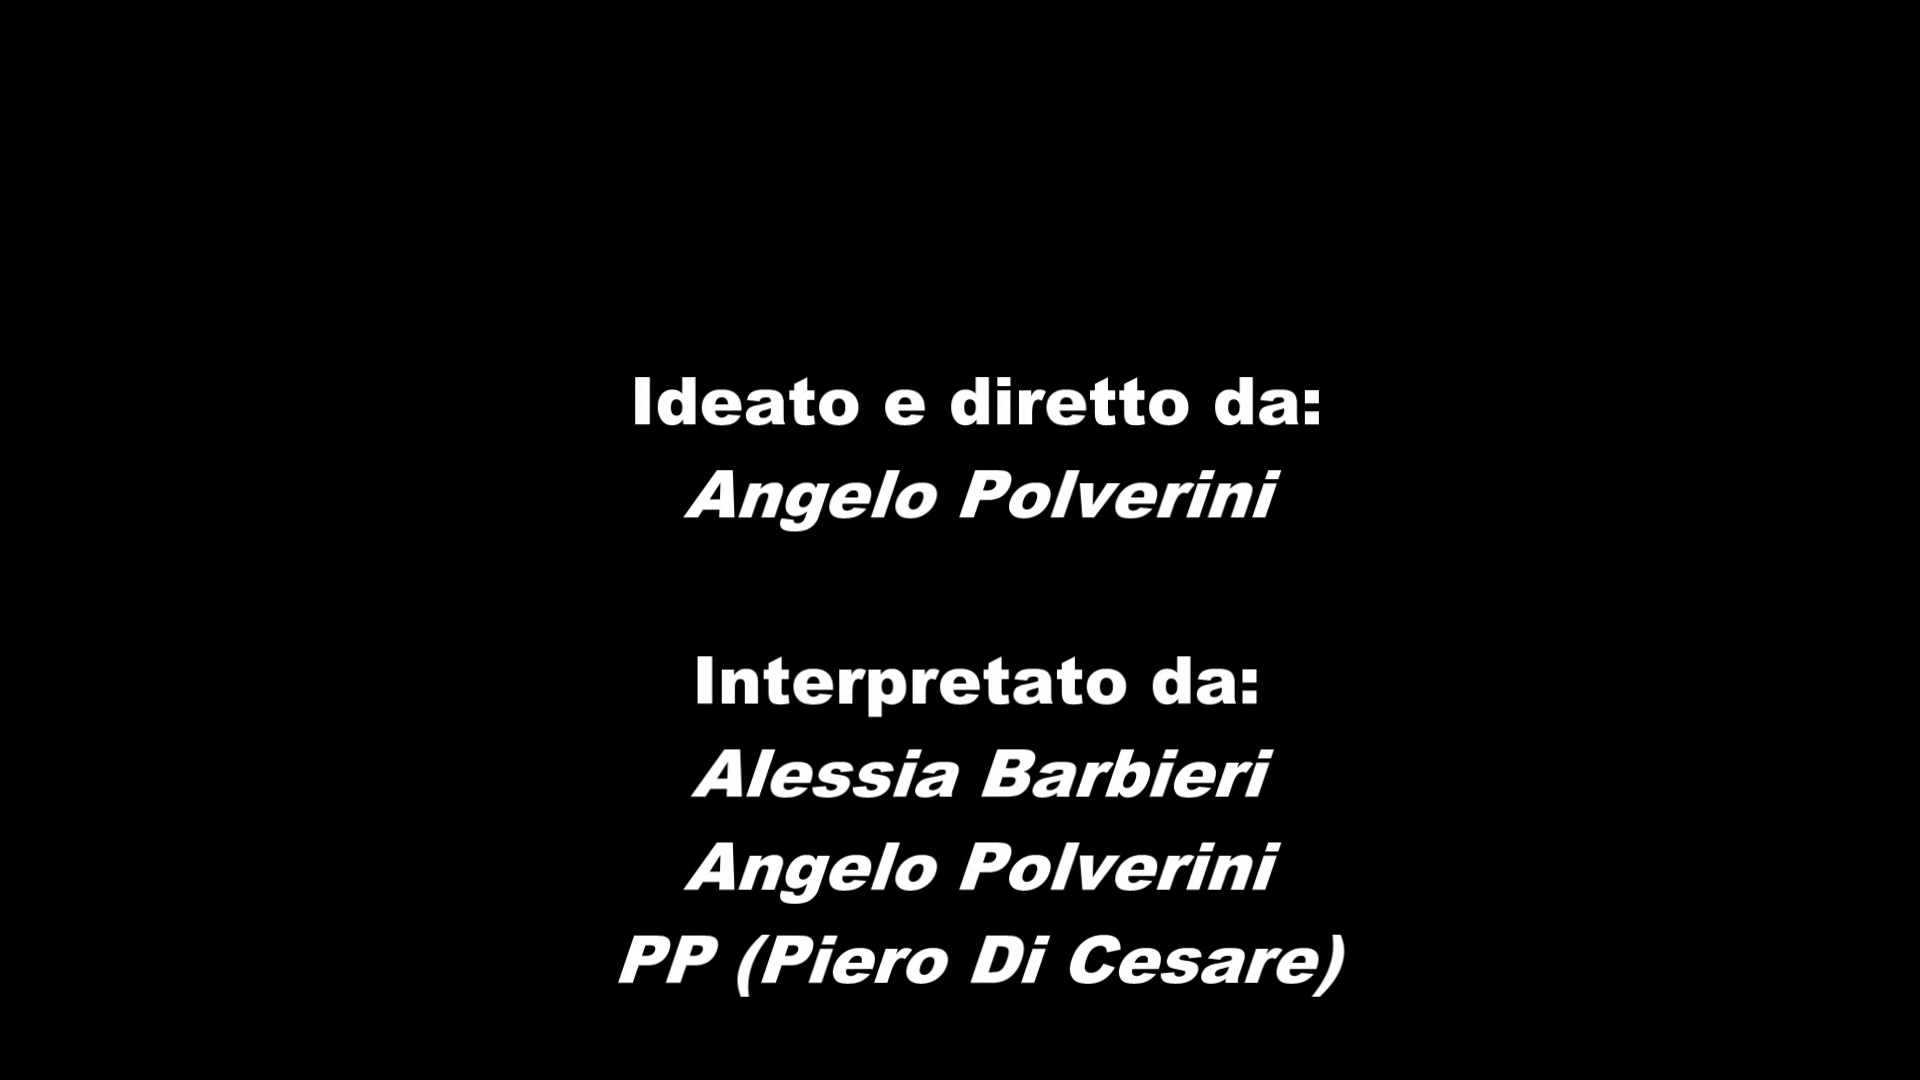 Ideato e diretto da:
Angelo Polverini
Interpretato da:
Alessia Barbieri
Angelo Polverini
PP (Piero Di Cesare)